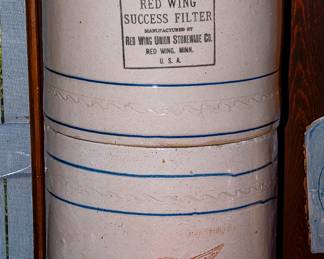 RED WING
SUCCESS FILTER
MANUFACTURED BY
RED WING UNION STONEWARE CO.
RED WING, MINN.
U. S. A.